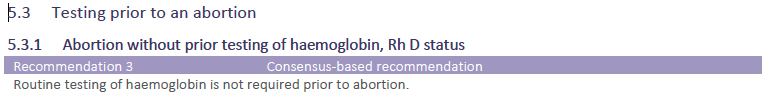 5.3 Testing prior to an abortion
5.3.1 Abortion without prior testing of haemoglobin, Rh D status
Recommendation 3 Consensus-based recommendation
Routine testing of haemoglobin is not required prior to abortion.